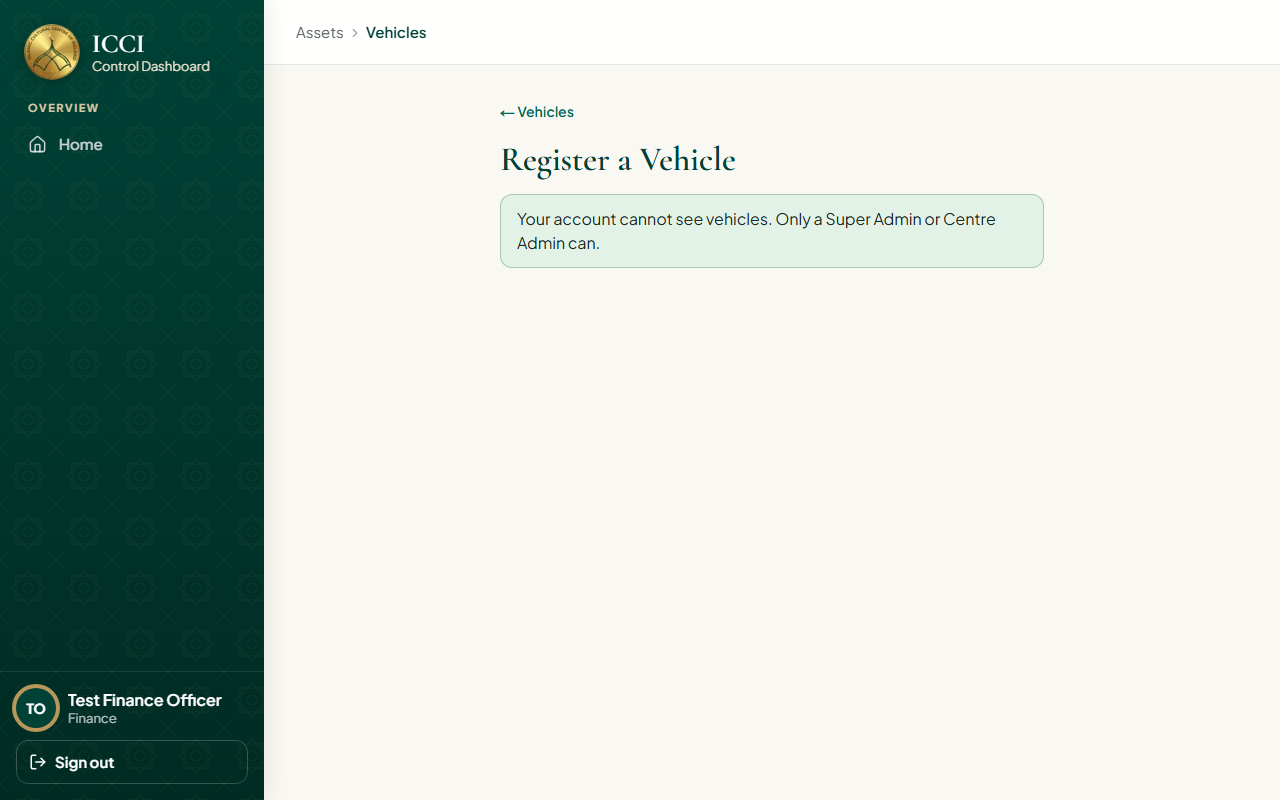 ICCI
Control Dashboard
OVERVIEW
Home
Test Finance Officer
TO
Finance
Sign out
Assets > Vehicles
← Vehicles
Register a Vehicle
Your account cannot see vehicles. Only a Super Admin or Centre
Admin can.